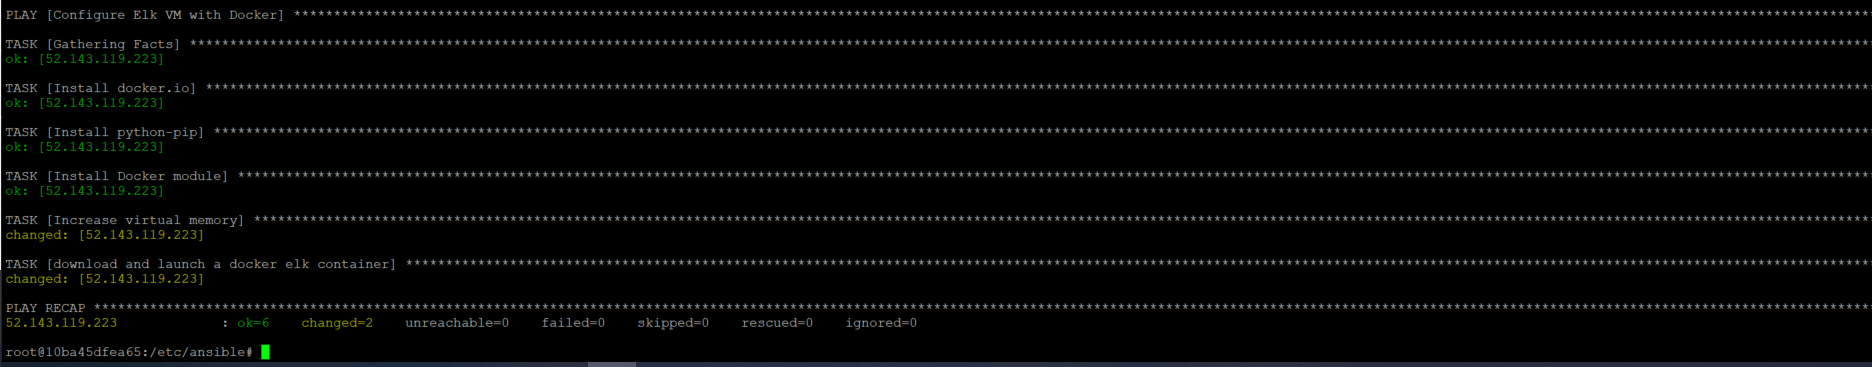 PLAY [Configure Elk VM with Docker] ****************************************************************************************************************************************************************************************************
TASK [Gathering Facts] *****************************************************************************************************************************************************************************************************************
ok: [52.143.119.223]
TASK [Install docker.io] ***************************************************************************************************************************************************************************************************************
ok: [52.143.119.223]
TASK [Install python-pip] **************************************************************************************************************************************************************************************************************
ok: [52.143.119.223]
TASK [Install Docker module] ***********************************************************************************************************************************************************************************************************
ok: [52.143.119.223]
TASK [Increase virtual memory] *********************************************************************************************************************************************************************************************************
changed: [52.143.119.223]
TASK [download and launch a docker elk container] **************************************************************************************************************************************************************************************
changed: [52.143.119.223]
PLAY RECAP *****************************************************************************************************************************************************************************************************************************
52.143.119.223             : ok=6    changed=2    unreachable=0    failed=0    skipped=0    rescued=0    ignored=0
root@10ba45dfea65:/etc/ansible#